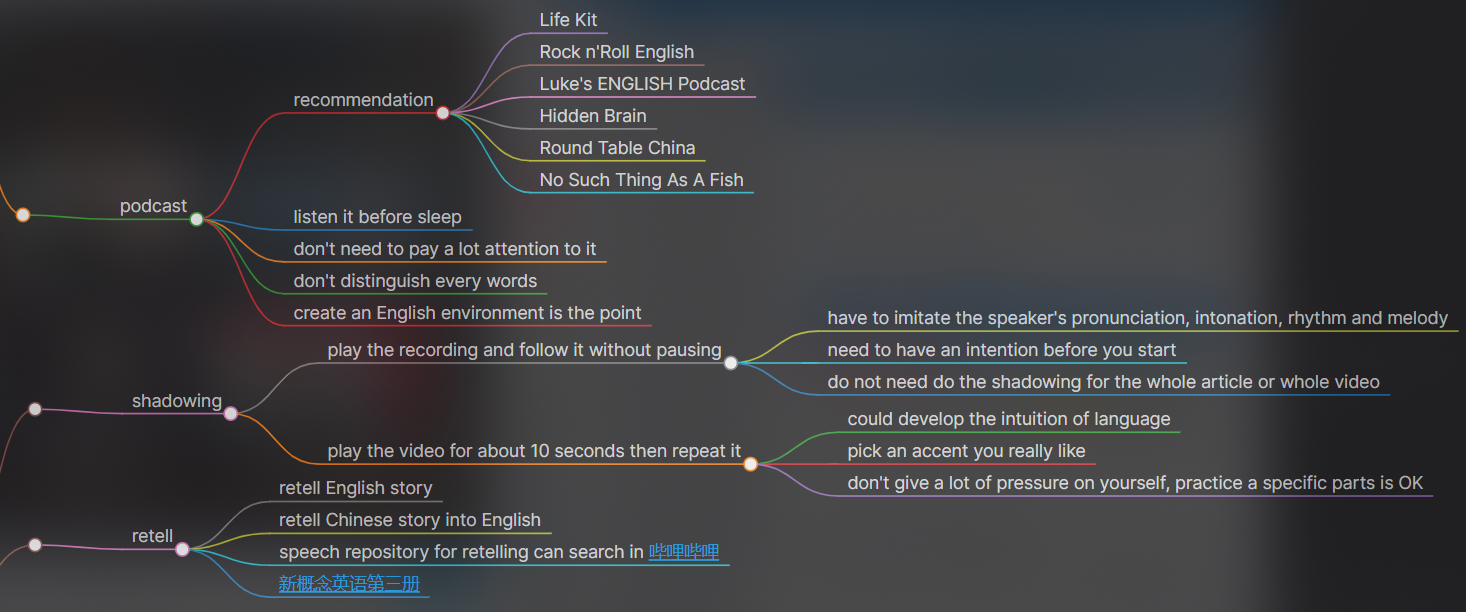 podcast
recommendation
Life Kit
Rock n'Roll English
Luke's ENGLISH Podcast
Hidden Brain
Round Table China
No Such Thing As A Fish
listen it before sleep
don't need to pay a lot attention to it
don't distinguish every words
create an English environment is the point
shadowing
play the recording and follow it without pausing
have to imitate the speaker's pronunciation, intonation, rhythm and melody
need to have an intention before you start
do not need do the shadowing for the whole article or whole video
play the video for about 10 seconds then repeat it
could develop the intuition of language
pick an accent you really like
don't give a lot of pressure on yourself, practice a specific parts is OK
retell
retell English story
retell Chinese story into English
speech repository for retelling can search in 哔哩哔哩
新概念英语第三册